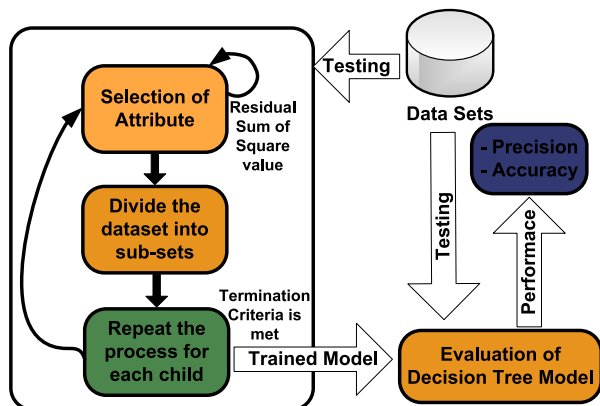 Selection of
Attribute
Residual
Sum of
Square
value
Divide the
dataset into
sub-sets
Repeat the
process for
each child
Termination
Criteria is
met
Trained Model
Testing
Data Sets
Testing
- Precision
- Accuracy
Performace
Evaluation of
Decision Tree Model